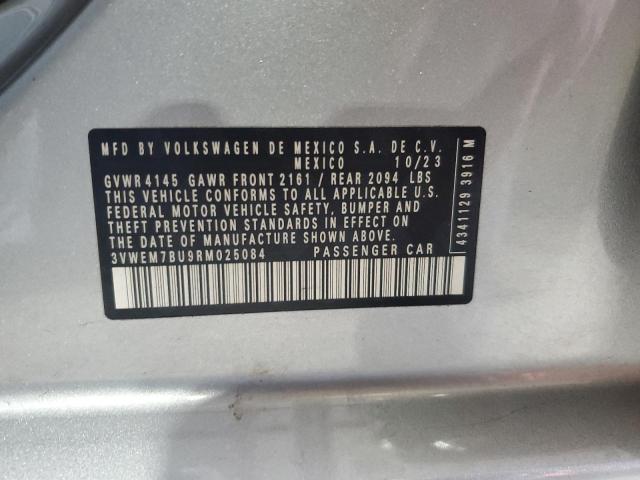 MFD BY VOLKSWAGEN DE MEXICO S.A. DE C.V.
MEXICO 10/23
GVWR 4145 GAWR FRONT 2161 / REAR 2094 LBS
THIS VEHICLE CONFORMS TO ALL APPLICABLE U.S.
FEDERAL MOTOR VEHICLE SAFETY, BUMPER AND
THEFT PREVENTION STANDARDS IN EFFECT ON
THE DATE OF MANUFACTURE SHOWN ABOVE.
3VWEM7BU9RM025084 PASSENGER CAR
4341129 3916 M